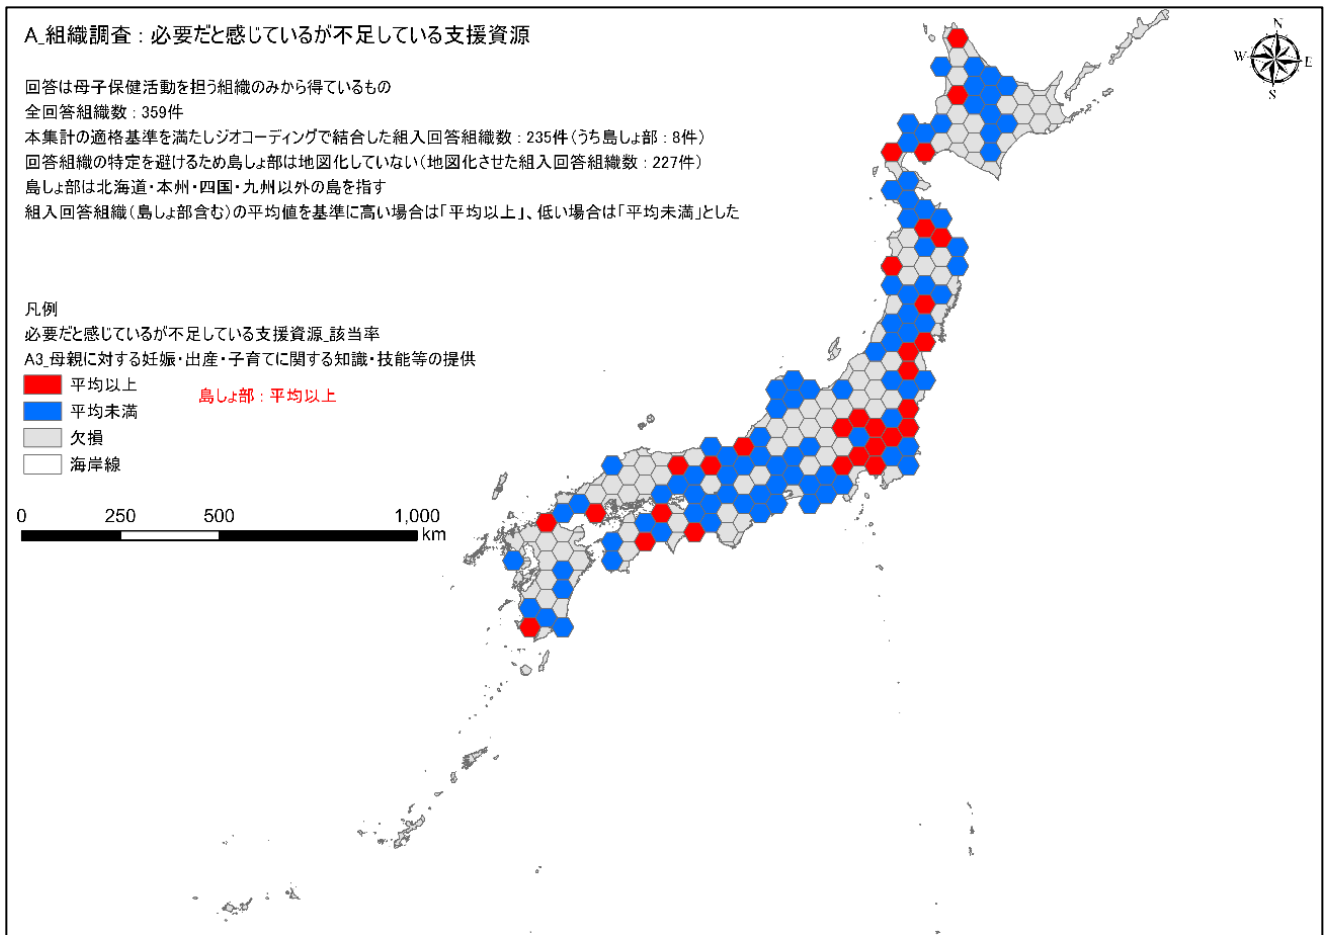 A_組織調査：必要だと感じているが不足している支援資源
回答は母子保健活動を担う組織のみから得ているもの
全回答組織数：359件
本集計の適格基準を満たしジオコーディングで結合した組入回答組織数：235件（うち島しょ部：8件）
回答組織の特定を避けるため島しょ部は地図化していない（地図化させた組入回答組織数：227件）
島しょ部は北海道・本州・四国・九州以外の島を指す
組入回答組織（島しょ部含む）の平均値を基準に高い場合は「平均以上」、低い場合は「平均未満」とした
N
W E
S
凡例
必要だと感じているが不足している支援資源_該当率
A3_母親に対する妊娠・出産・子育てに関する知識・技能等の提供
平均以上
島しょ部：平均以上
平均未満
欠損
海岸線
0 250 500 1,000
km